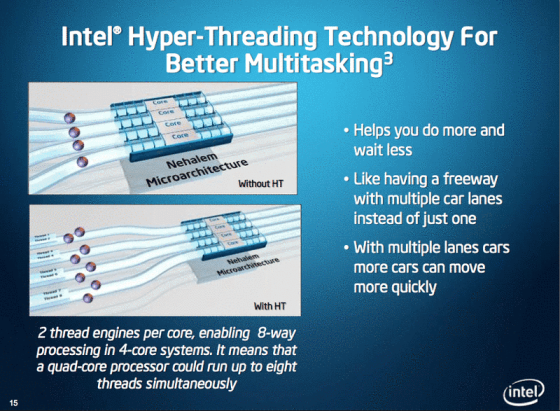 Intel® Hyper-Threading Technology For
Better Multitasking3
Core
Core
Core
Core
Nehalem
Microarchitecture
Without HT
Thread 1
Thread 2
Thread 3
Thread 4
Thread 5
Thread 6
Thread 7
Thread 8
Core
Core
Core
Core
Nehalem
Microarchitecture
With HT
2 thread engines per core, enabling 8-way
processing in 4-core systems. It means that
a quad-core processor could run up to eight
threads simultaneously
• Helps you do more and
wait less
• Like having a freeway
with multiple car lanes
instead of just one
• With multiple lanes cars
more cars can move
more quickly
15
intel